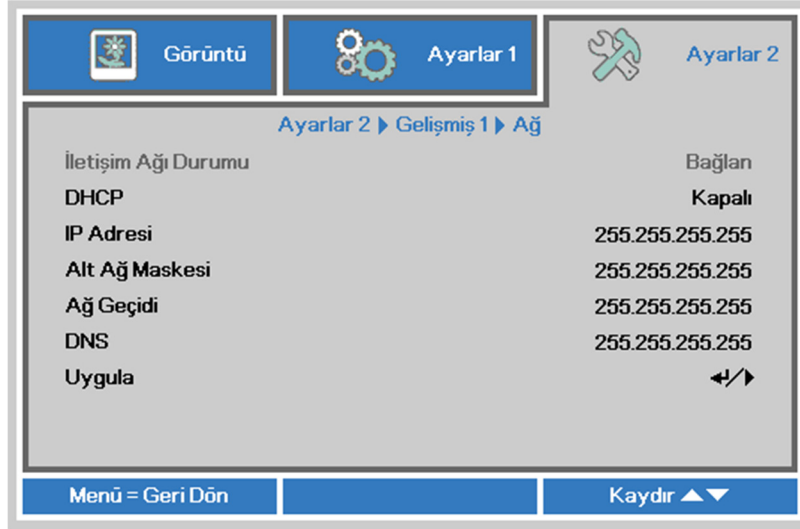 Görüntü Ayarlar 1 Ayarlar 2
Ayarlar 2 ▶ Gelişmiş 1 ▶ Ağ
İletişim Ağı Durumu Bağlan
DHCP Kapalı
IP Adresi 255.255.255.255
Alt Ağ Maskesi 255.255.255.255
Ağ Geçidi 255.255.255.255
DNS 255.255.255.255
Uygula ↵/▶
Menü = Geri Dön Kaydır ▲▼